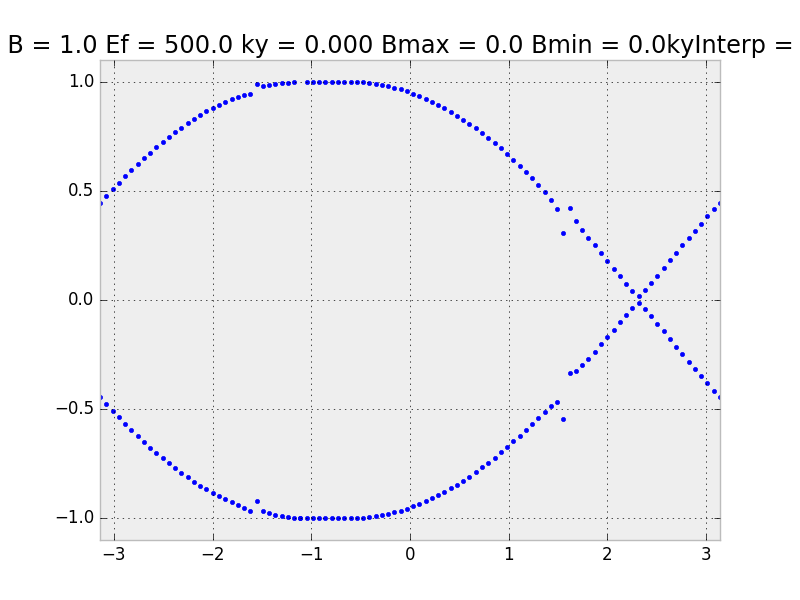 B = 1.0 Ef = 500.0 ky = 0.000 Bmax = 0.0 Bmin = 0.0kyInterp =
1.0
0.5
0.0
−0.5
−1.0
−3 −2 −1 0 1 2 3